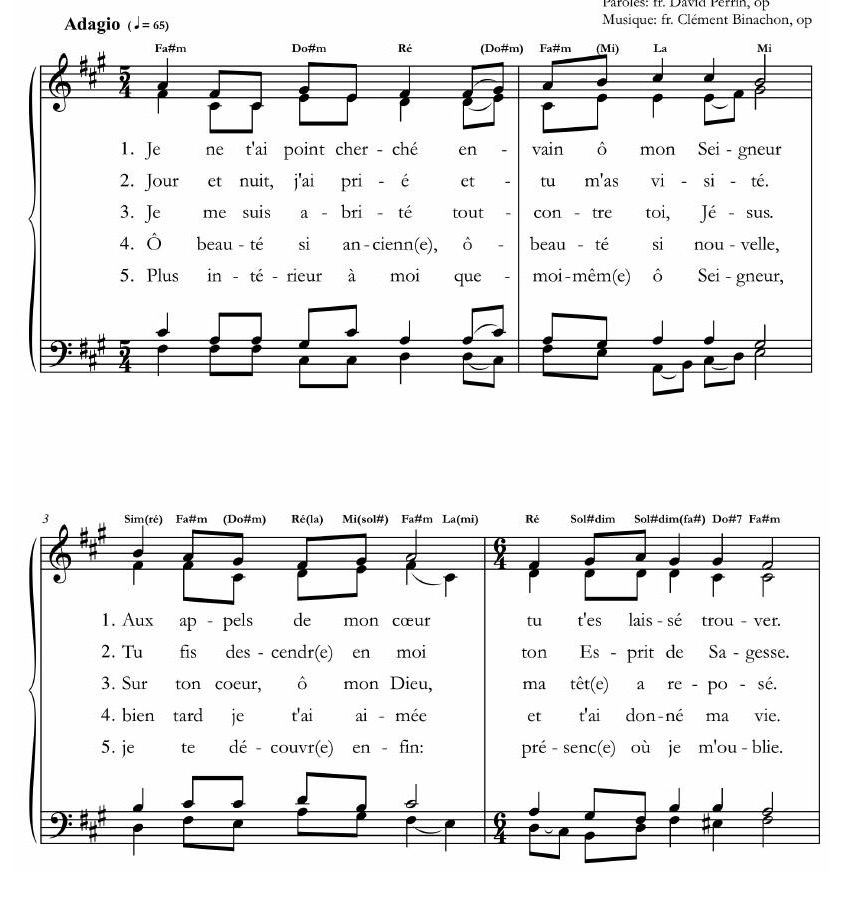 Paroles: fr. David Perrin, op
Adagio (♩= 65)
Musique: fr. Clément Binachon, op
Fa#m Do#m Ré (Do#m) Fa#m (Mi) La Mi
5
4
1. Je ne t'ai point cher - ché en - vain ô mon Sei - gneur
2. Jour et nuit, j'ai pri - é et - tu m'as vi - si - té.
3. Je me suis a - bri - té tout - con - tre toi, Jé - sus.
4. Ô beau - té si an - cienn(e), ô - beau - té si nou - velle,
5. Plus in - té - rieur à moi que - moi-mêm(e) ô Sei - gneur,
5
4
3 Sim(ré) Fa#m (Do#m) Ré(la) Mi(sol#) Fa#m La(mi) Ré Sol#dim Sol#dim(fa#) Do#7 Fa#m
6
4
1. Aux ap - pels de mon cœur tu t'es lais - sé trou - ver.
2. Tu fis des - cendr(e) en moi ton Es - prit de Sa - gesse.
3. Sur ton coeur, ô mon Dieu, ma têt(e) a re - po - sé.
4. bien tard je t'ai ai - mée et t'ai don - né ma vie.
5. je te dé - couvr(e) en - fin: pré - senc(e) où je m'ou - blie.
6
4